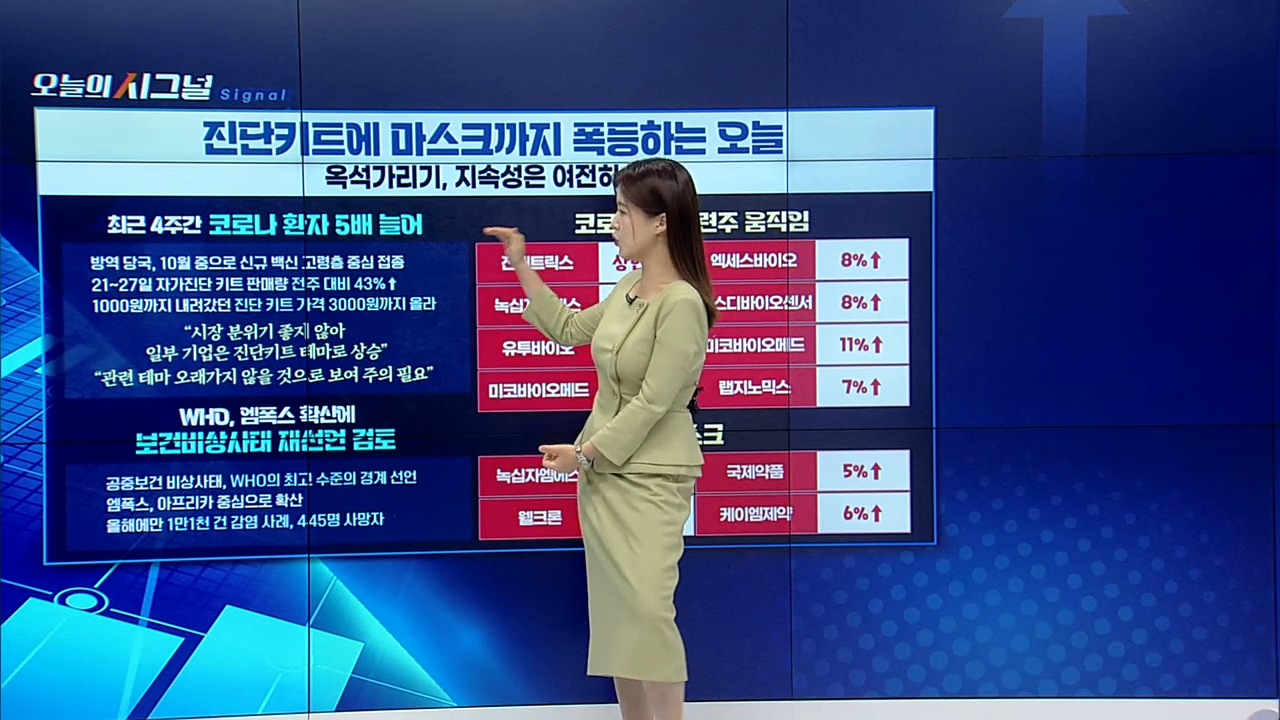 오늘의 시그널 Signal
진단키트에 마스크까지 폭등하는 오늘
옥석가리기, 지속성은
최근 4주간 코로나 환자 5배 늘어
방역 당국, 10월 중으로 신규 백신 고령층 중심 접종
21~27일 자가진단 키트 판매량 전주 대비 43%↑
1000원까지 내려갔던 진단 키트 가격 3000원까지 올라
“시장 분위기 좋지 않아
일부 기업은 진단키트 테마로 상승”
“관련 테마 오래가지 않을 것으로 보여 주의 필요”
WHO, 엠폭스 확산에
보건비상사태 재선언 검토
공중보건 비상사태, WHO의 최고 수준의 경계 선언
엠폭스, 아프리카 중심으로 확산
올해에만 1만1천 건 감염 사례, 445명 사망자
움직임
엑세스바이오 8%↑
8%↑
유투바이오 미코바이오메드 11%↑
미코바이오메드 랩지노믹스 7%↑
국제약품 5%↑
웰크론 케이엠제약 6%↑